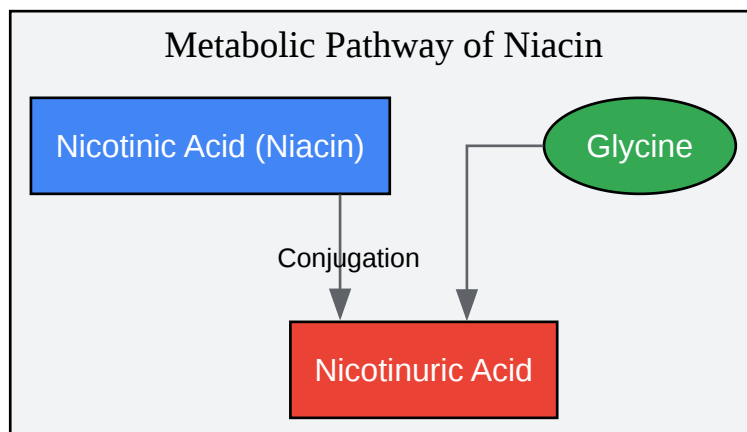 Metabolic Pathway of Niacin
Nicotinic Acid (Niacin)
Glycine
Conjugation
Nicotinuric Acid